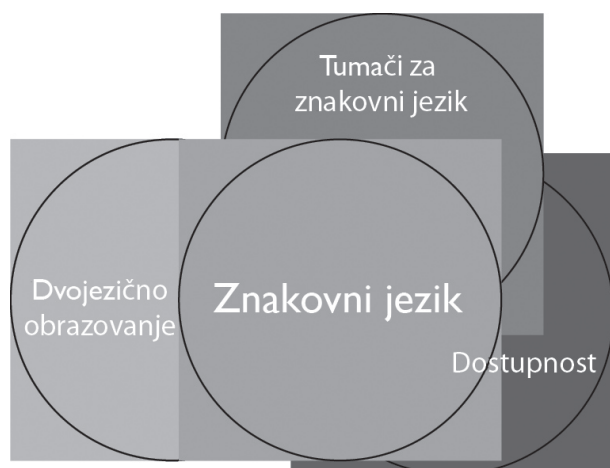 Tumači za
znakovni jezik
Dvojezično
obrazovanje
Znakovni jezik
Dostupnost